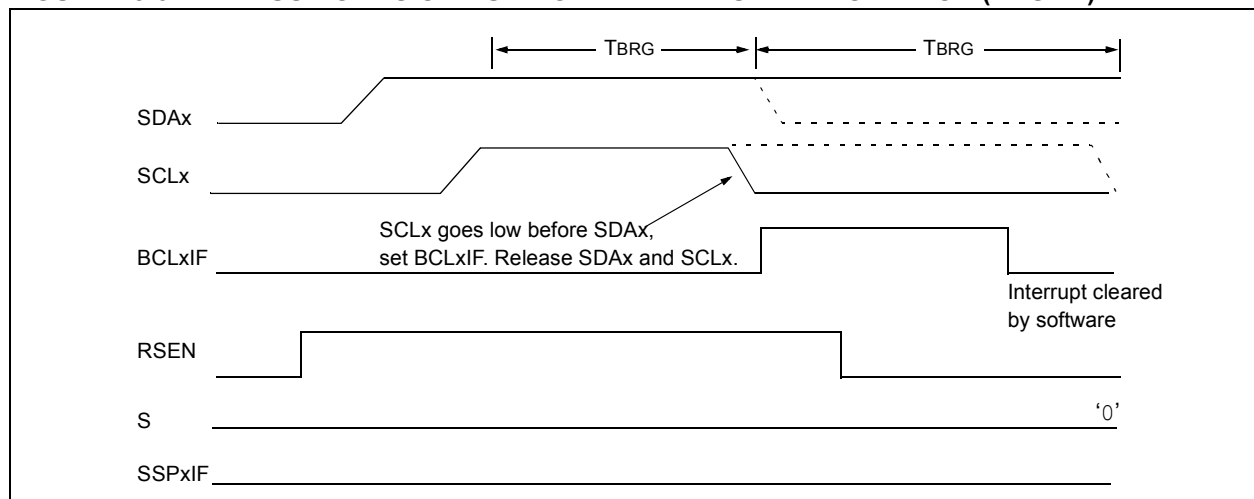 TBRG
TBRG
SDAx
SCLx
SCLx goes low before SDAx,
set BCLxIF. Release SDAx and SCLx.
BCLxIF
Interrupt cleared
by software
RSEN
S
‘0’
SSPxIF